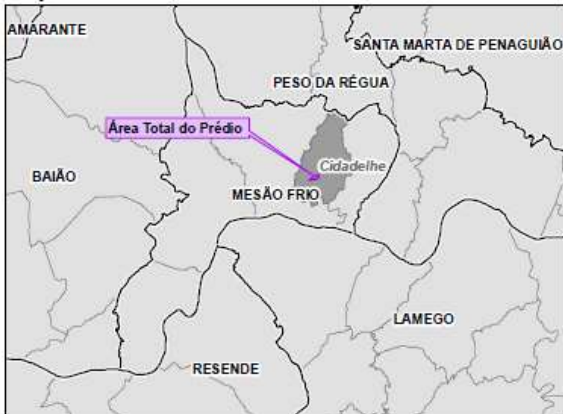 AMARANTE
SANTA MARTA DE PENAGUIÃO
PESO DA RÉGUA
Área Total do Prédio
Cidadelhe
BAIÃO
MESÃO FRIO
LAMEGO
RESENDE